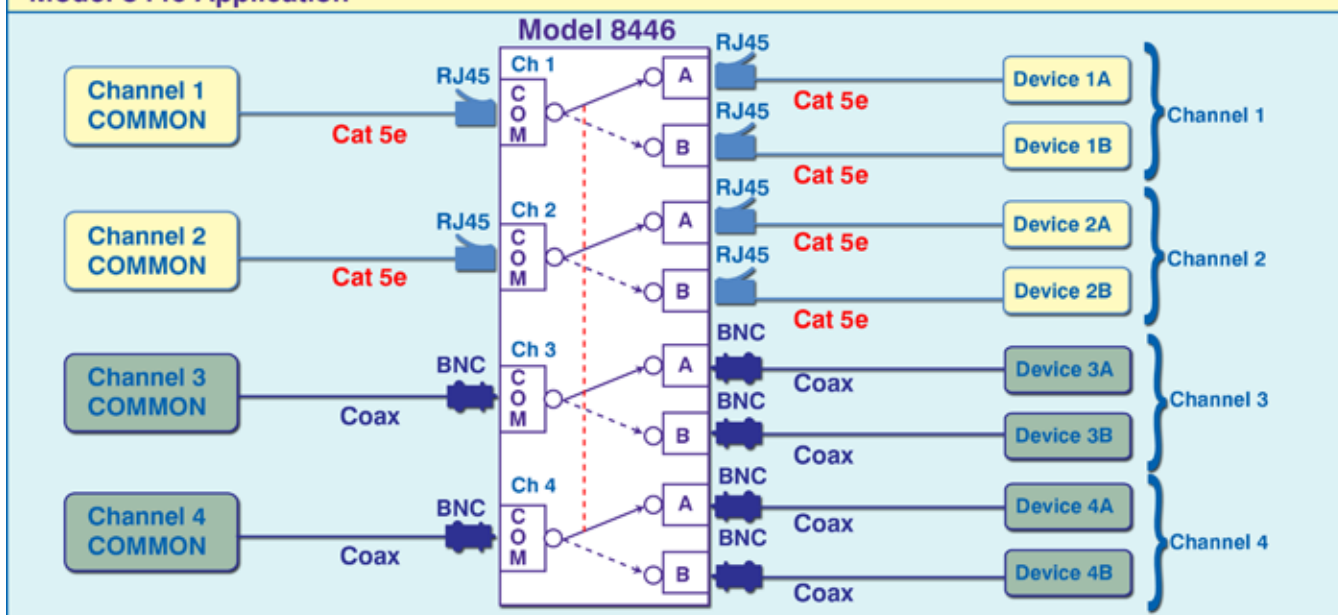 Model 8446 Application
Model 8446
Channel 1
COMMON
RJ45
Cat 5e
Ch 1
C
O
M
A
B
RJ45
Cat 5e
RJ45
Cat 5e
Device 1A
Device 1B
Channel 1
Channel 2
COMMON
RJ45
Cat 5e
Ch 2
C
O
M
A
B
RJ45
Cat 5e
RJ45
Cat 5e
Device 2A
Device 2B
Channel 2
Channel 3
COMMON
BNC
Coax
Ch 3
C
O
M
A
B
BNC
Coax
BNC
Coax
Device 3A
Device 3B
Channel 3
Channel 4
COMMON
BNC
Coax
Ch 4
C
O
M
A
B
BNC
Coax
BNC
Coax
Device 4A
Device 4B
Channel 4